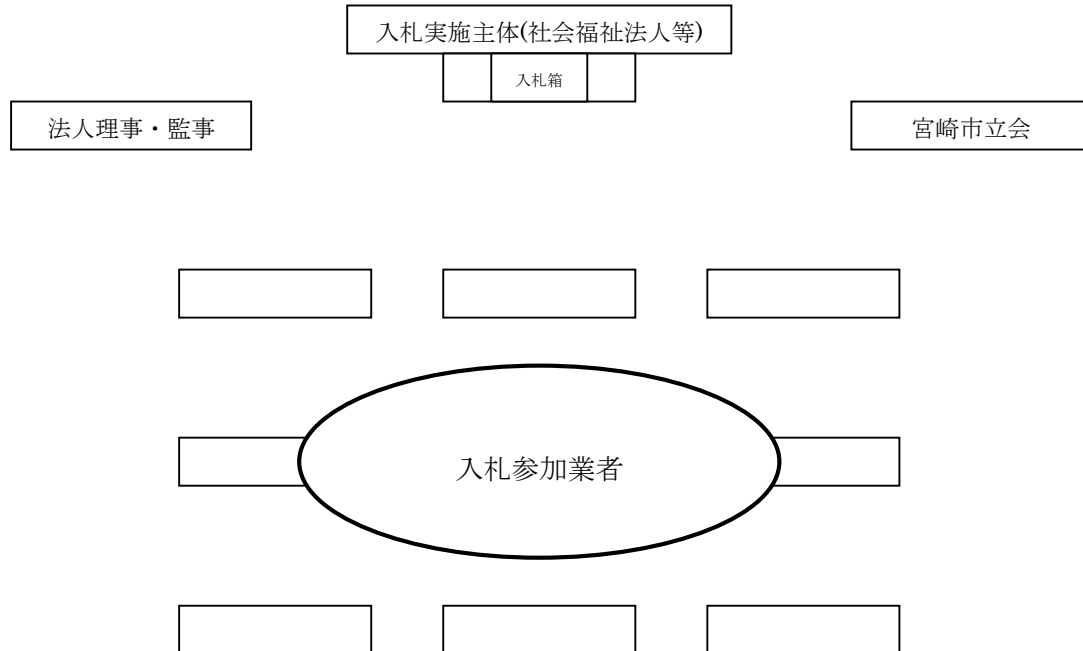 入札実施主体(社会福祉法人等)
入札箱
法人理事・監事
宮崎市立会
入札参加業者